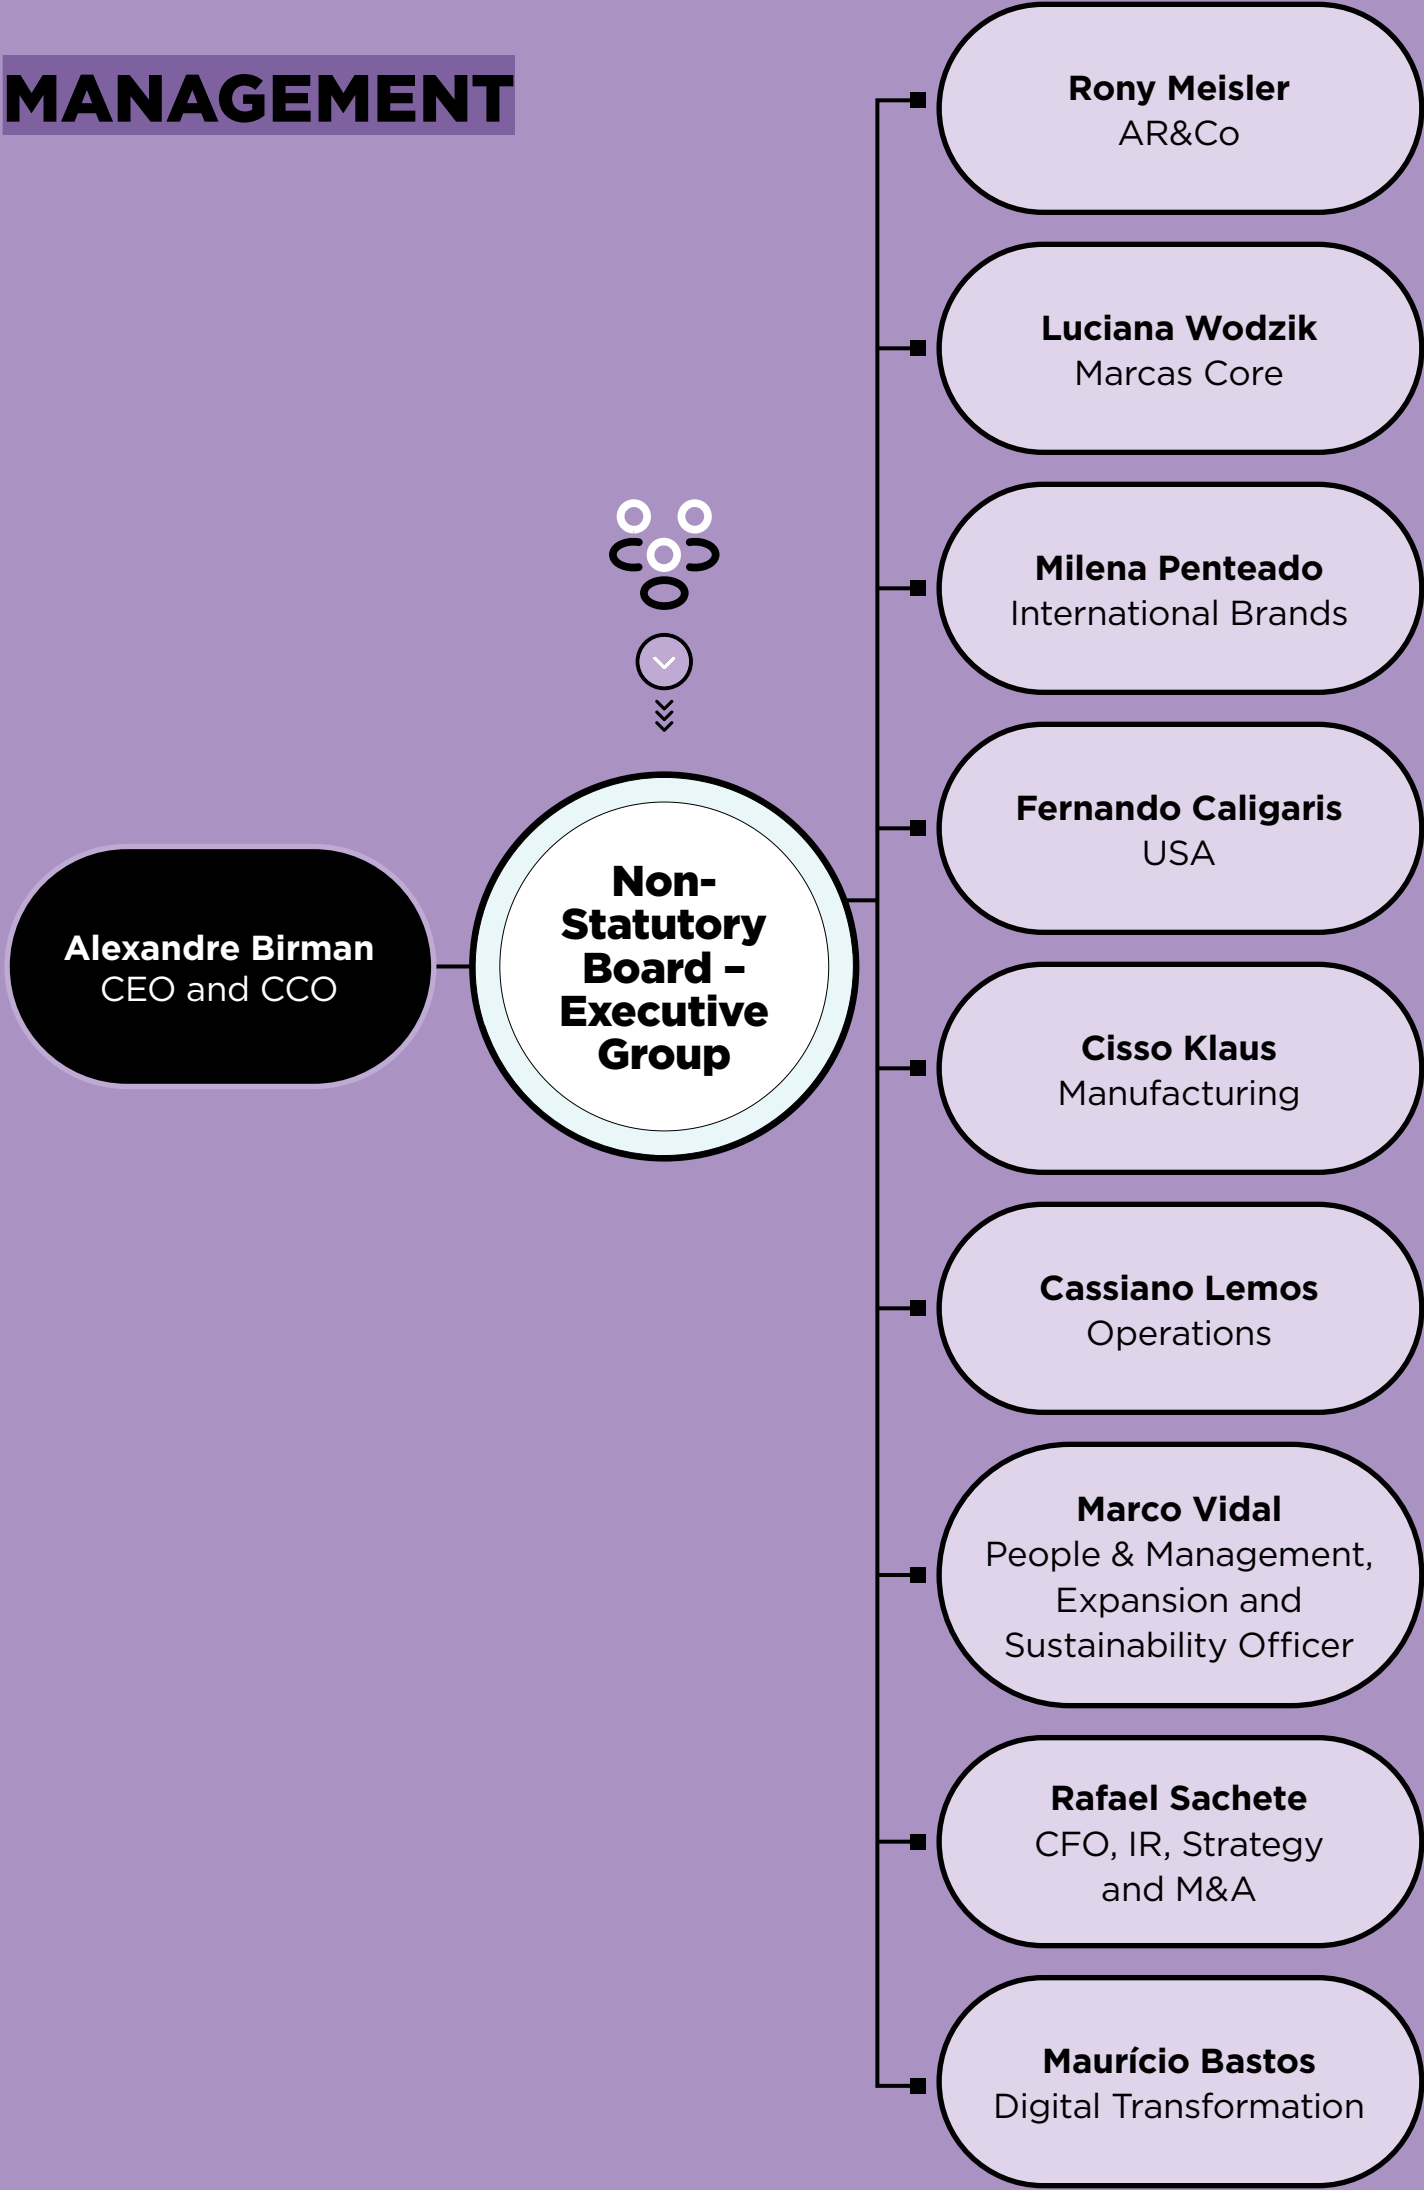 MANAGEMENT
Alexandre Birman
CEO and CCO
Non-
Statutory
Board –
Executive
Group
Rony Meisler
AR&Co
Luciana Wodzik
Marcas Core
Milena Penteado
International Brands
Fernando Caligaris
USA
Cisso Klaus
Manufacturing
Cassiano Lemos
Operations
Marco Vidal
People & Management,
Expansion and
Sustainability Officer
Rafael Sachete
CFO, IR, Strategy
and M&A
Maurício Bastos
Digital Transformation